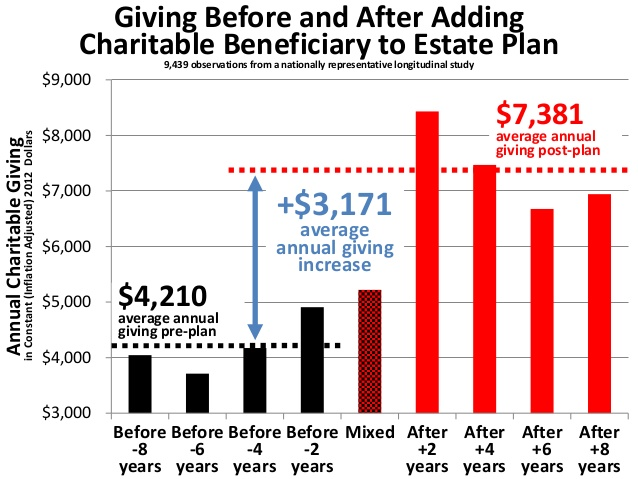 Giving Before and After Adding
Charitable Beneficiary to Estate Plan
9,439 observations from a nationally representative longitudinal study
Annual Charitable Giving
in Constant (Inflation Adjusted) 2012 Dollars
$9,000
$8,000
$7,000
$6,000
$5,000
$4,000
$3,000
$4,210
average annual
giving pre-plan
+$3,171
average
annual giving
increase
$7,381
average annual
giving post-plan
Before Before Before Before Mixed After After After After
-8 -6 -4 -2 +2 +4 +6 +8
years years years years years years years years